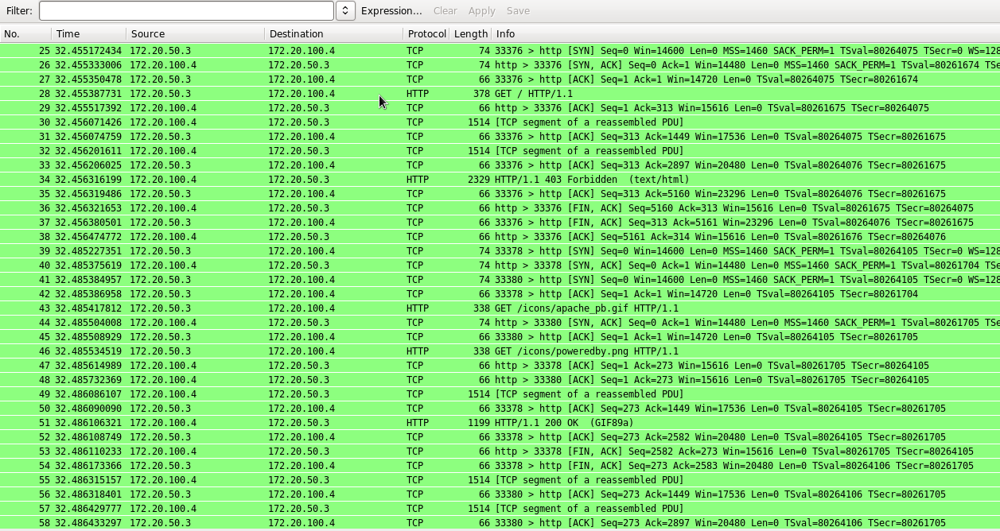 Filter: Expression... Clear Apply Save
No. Time Source Destination Protocol Length Info
25 32.455172434 172.20.50.3 172.20.100.4 TCP 74 33376 > http [SYN] Seq=0 Win=14600 Len=0 MSS=1460 SACK_PERM=1 TSval=80264075 TSecr=0 WS=128
26 32.455333006 172.20.100.4 172.20.50.3 TCP 74 http > 33376 [SYN, ACK] Seq=0 Ack=1 Win=14480 Len=0 MSS=1460 SACK_PERM=1 TSval=80261674 TSe
27 32.455350478 172.20.50.3 172.20.100.4 TCP 66 33376 > http [ACK] Seq=1 Ack=1 Win=14720 Len=0 TSval=80264075 TSecr=80261674
28 32.455387731 172.20.50.3 172.20.100.4 HTTP 378 GET / HTTP/1.1
29 32.455517392 172.20.100.4 172.20.50.3 TCP 66 http > 33376 [ACK] Seq=1 Ack=313 Win=15616 Len=0 TSval=80261675 TSecr=80264075
30 32.456071426 172.20.100.4 172.20.50.3 TCP 1514 [TCP segment of a reassembled PDU]
31 32.456074759 172.20.50.3 172.20.100.4 TCP 66 33376 > http [ACK] Seq=313 Ack=1449 Win=17536 Len=0 TSval=80264075 TSecr=80261675
32 32.456201611 172.20.100.4 172.20.50.3 TCP 1514 [TCP segment of a reassembled PDU]
33 32.456206025 172.20.50.3 172.20.100.4 TCP 66 33376 > http [ACK] Seq=313 Ack=2897 Win=20480 Len=0 TSval=80264076 TSecr=80261675
34 32.456316199 172.20.100.4 172.20.50.3 HTTP 2329 HTTP/1.1 403 Forbidden (text/html)
35 32.456319486 172.20.50.3 172.20.100.4 TCP 66 33376 > http [ACK] Seq=313 Ack=5160 Win=23296 Len=0 TSval=80264076 TSecr=80261675
36 32.456321653 172.20.100.4 172.20.50.3 TCP 66 http > 33376 [FIN, ACK] Seq=5160 Ack=313 Win=15616 Len=0 TSval=80261675 TSecr=80264075
37 32.456380501 172.20.50.3 172.20.100.4 TCP 66 33376 > http [FIN, ACK] Seq=313 Ack=5161 Win=23296 Len=0 TSval=80264076 TSecr=80261675
38 32.456474772 172.20.100.4 172.20.50.3 TCP 66 http > 33376 [ACK] Seq=5161 Ack=314 Win=15616 Len=0 TSval=80261676 TSecr=80264076
39 32.485227351 172.20.50.3 172.20.100.4 TCP 74 33378 > http [SYN] Seq=0 Win=14600 Len=0 MSS=1460 SACK_PERM=1 TSval=80264105 TSecr=0 WS=128
40 32.485375619 172.20.100.4 172.20.50.3 TCP 74 http > 33378 [SYN, ACK] Seq=0 Ack=1 Win=14480 Len=0 MSS=1460 SACK_PERM=1 TSval=80261704 TSe
41 32.485384957 172.20.50.3 172.20.100.4 TCP 74 33380 > http [SYN] Seq=0 Win=14600 Len=0 MSS=1460 SACK_PERM=1 TSval=80264105 TSecr=0 WS=128
42 32.485386958 172.20.50.3 172.20.100.4 TCP 66 33378 > http [ACK] Seq=1 Ack=1 Win=14720 Len=0 TSval=80264105 TSecr=80261704
43 32.485417812 172.20.50.3 172.20.100.4 HTTP 338 GET /icons/apache_pb.gif HTTP/1.1
44 32.485504008 172.20.100.4 172.20.50.3 TCP 74 http > 33380 [SYN, ACK] Seq=0 Ack=1 Win=14480 Len=0 MSS=1460 SACK_PERM=1 TSval=80261705 TSe
45 32.485508929 172.20.50.3 172.20.100.4 TCP 66 33380 > http [ACK] Seq=1 Ack=1 Win=14720 Len=0 TSval=80264105 TSecr=80261705
46 32.485534519 172.20.50.3 172.20.100.4 HTTP 338 GET /icons/poweredby.png HTTP/1.1
47 32.485614989 172.20.100.4 172.20.50.3 TCP 66 http > 33378 [ACK] Seq=1 Ack=273 Win=15616 Len=0 TSval=80261705 TSecr=80264105
48 32.485732369 172.20.100.4 172.20.50.3 TCP 66 http > 33380 [ACK] Seq=1 Ack=273 Win=15616 Len=0 TSval=80261705 TSecr=80264105
49 32.486086107 172.20.100.4 172.20.50.3 TCP 1514 [TCP segment of a reassembled PDU]
50 32.486090090 172.20.50.3 172.20.100.4 TCP 66 33378 > http [ACK] Seq=273 Ack=1449 Win=17536 Len=0 TSval=80264105 TSecr=80261705
51 32.486106321 172.20.100.4 172.20.50.3 HTTP 1199 HTTP/1.1 200 OK (GIF89a)
52 32.486108749 172.20.50.3 172.20.100.4 TCP 66 33378 > http [ACK] Seq=273 Ack=2582 Win=20480 Len=0 TSval=80264105 TSecr=80261705
53 32.486110233 172.20.100.4 172.20.50.3 TCP 66 http > 33378 [FIN, ACK] Seq=2582 Ack=273 Win=15616 Len=0 TSval=80261705 TSecr=80264105
54 32.486173366 172.20.50.3 172.20.100.4 TCP 66 33378 > http [FIN, ACK] Seq=273 Ack=2583 Win=20480 Len=0 TSval=80264106 TSecr=80261705
55 32.486315157 172.20.100.4 172.20.50.3 TCP 1514 [TCP segment of a reassembled PDU]
56 32.486318401 172.20.50.3 172.20.100.4 TCP 66 33380 > http [ACK] Seq=273 Ack=1449 Win=17536 Len=0 TSval=80264106 TSecr=80261705
57 32.486429777 172.20.100.4 172.20.50.3 TCP 1514 [TCP segment of a reassembled PDU]
58 32.486433297 172.20.50.3 172.20.100.4 TCP 66 33380 > http [ACK] Seq=273 Ack=2897 Win=20480 Len=0 TSval=80264106 TSecr=80261705